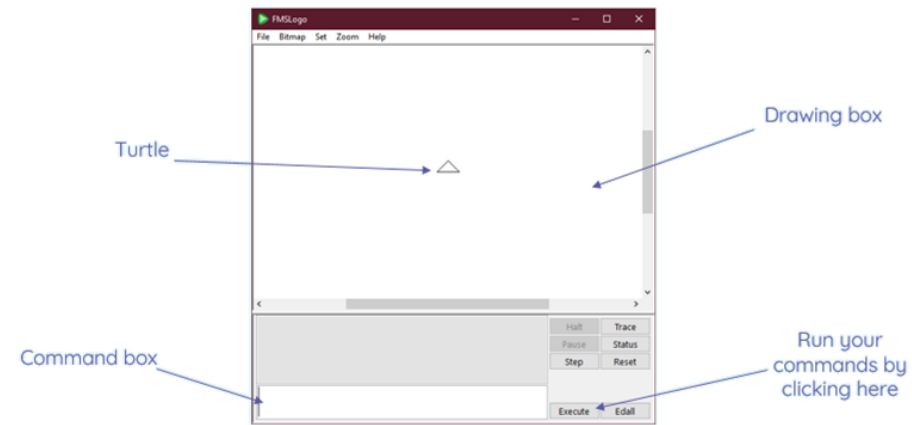 FMSLogo
File Bitmap Set Zoom Help
Drawing box
Turtle
Halt Trace
Pause Status
Step Reset
Command box
Run your
commands by
clicking here
Execute Edall